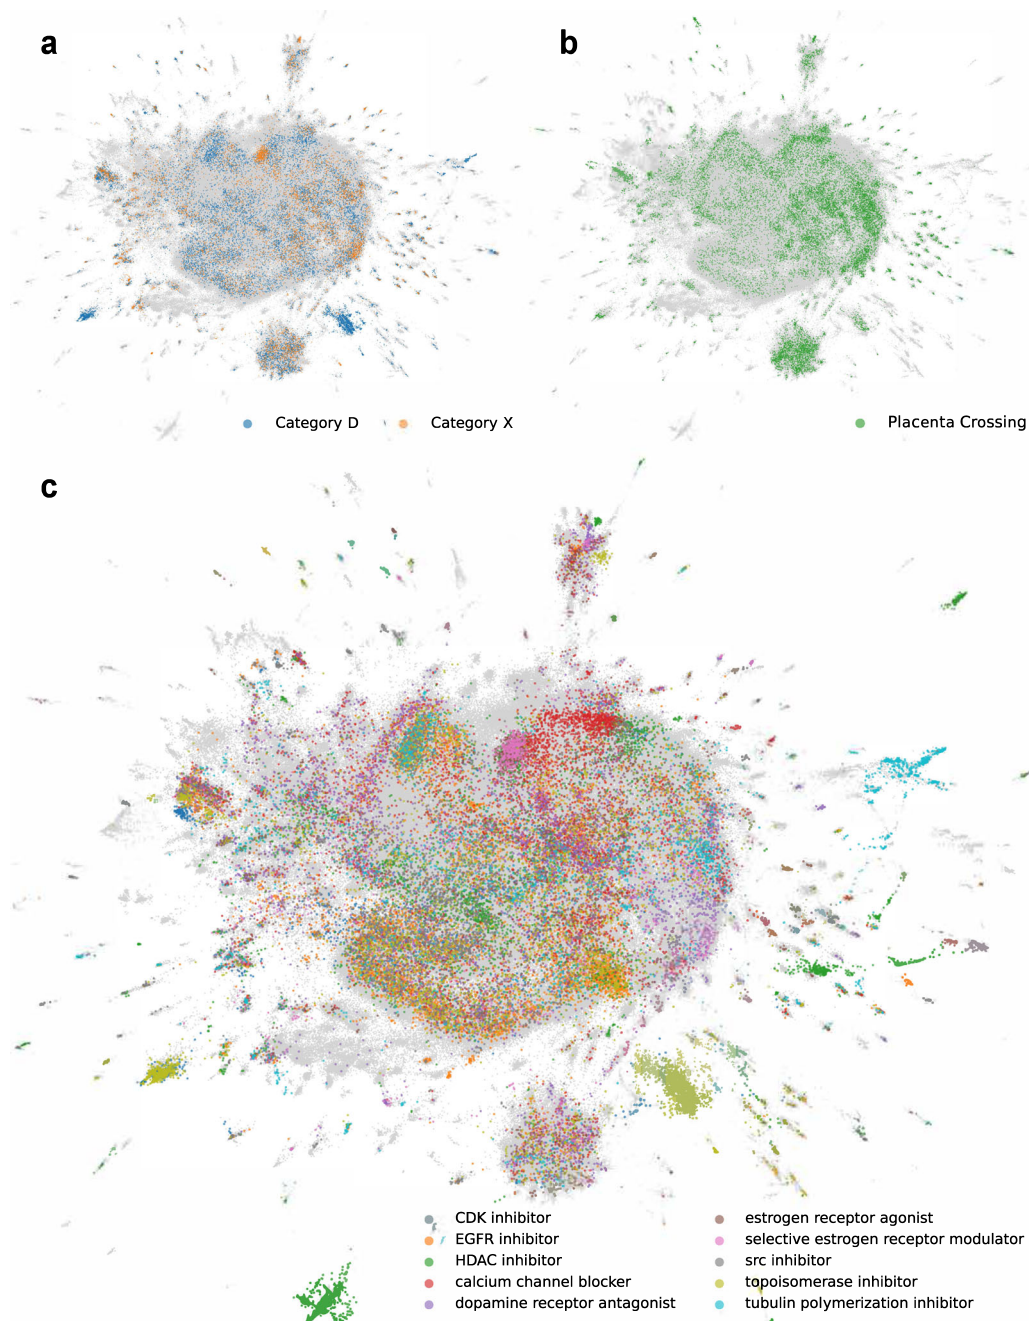 a
b
Category D
Category X
Placenta Crossing
c
CDK inhibitor
EGFR inhibitor
HDAC inhibitor
calcium channel blocker
dopamine receptor antagonist
estrogen receptor agonist
selective estrogen receptor modulator
src inhibitor
topoisomerase inhibitor
tubulin polymerization inhibitor